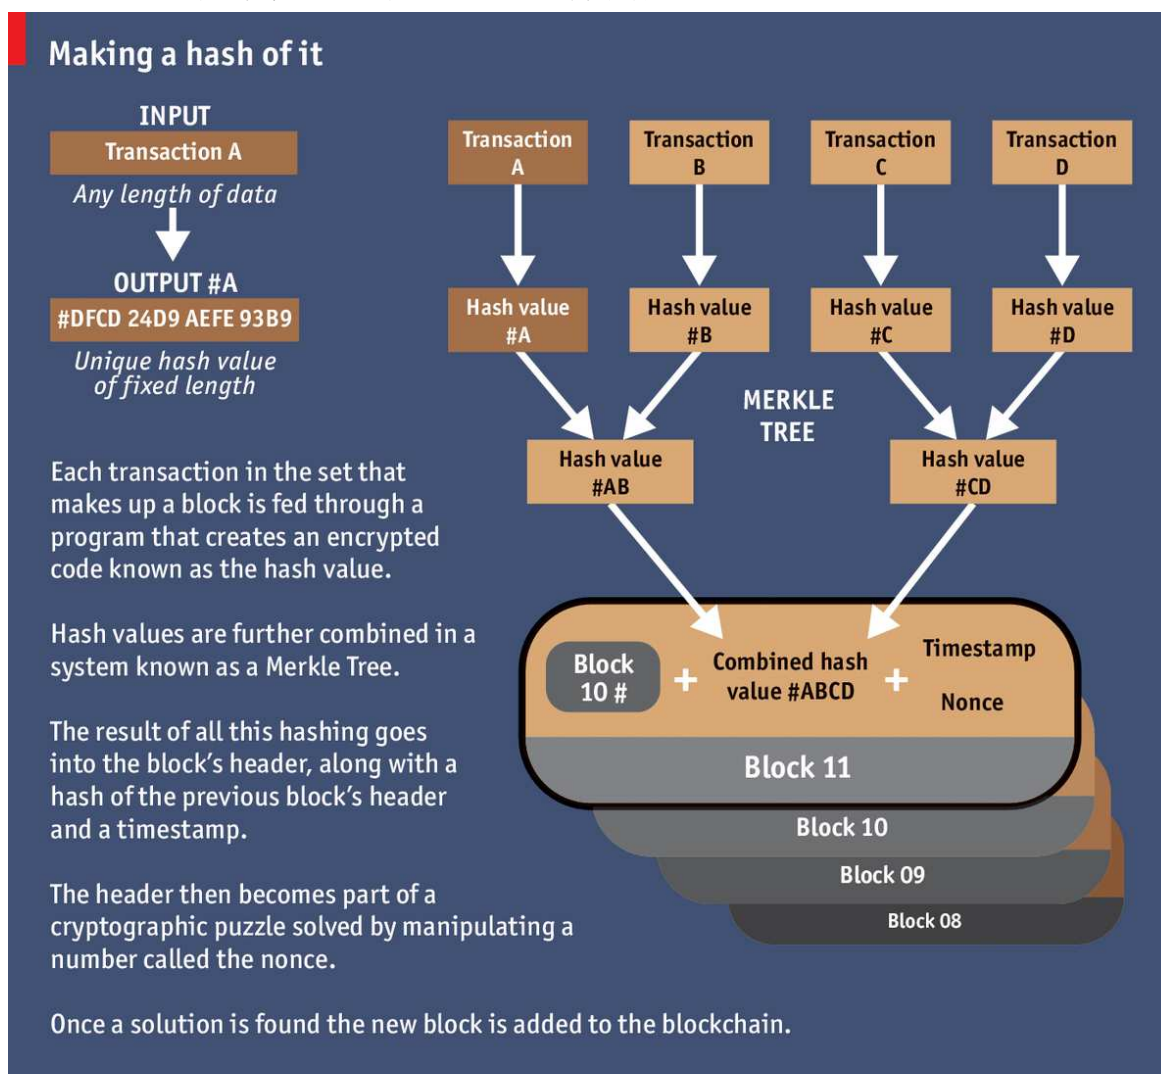 Making a hash of it
INPUT
Transaction A
Any length of data
OUTPUT #A
#DFCD 24D9 AEFE 93B9
Unique hash value
of fixed length
Each transaction in the set that
makes up a block is fed through a
program that creates an encrypted
code known as the hash value.
Hash values are further combined in a
system known as a Merkle Tree.
The result of all this hashing goes
into the block's header, along with a
hash of the previous block's header
and a timestamp.
The header then becomes part of a
cryptographic puzzle solved by manipulating a
number called the nonce.
Once a solution is found the new block is added to the blockchain.
Transaction
A
Transaction
B
Transaction
C
Transaction
D
Hash value
#A
Hash value
#B
Hash value
#C
Hash value
#D
MERKLE
TREE
Hash value
#AB
Hash value
#CD
Block
10 #
+
Combined hash
value #ABCD
+
Timestamp
Nonce
Block 11
Block 10
Block 09
Block 08